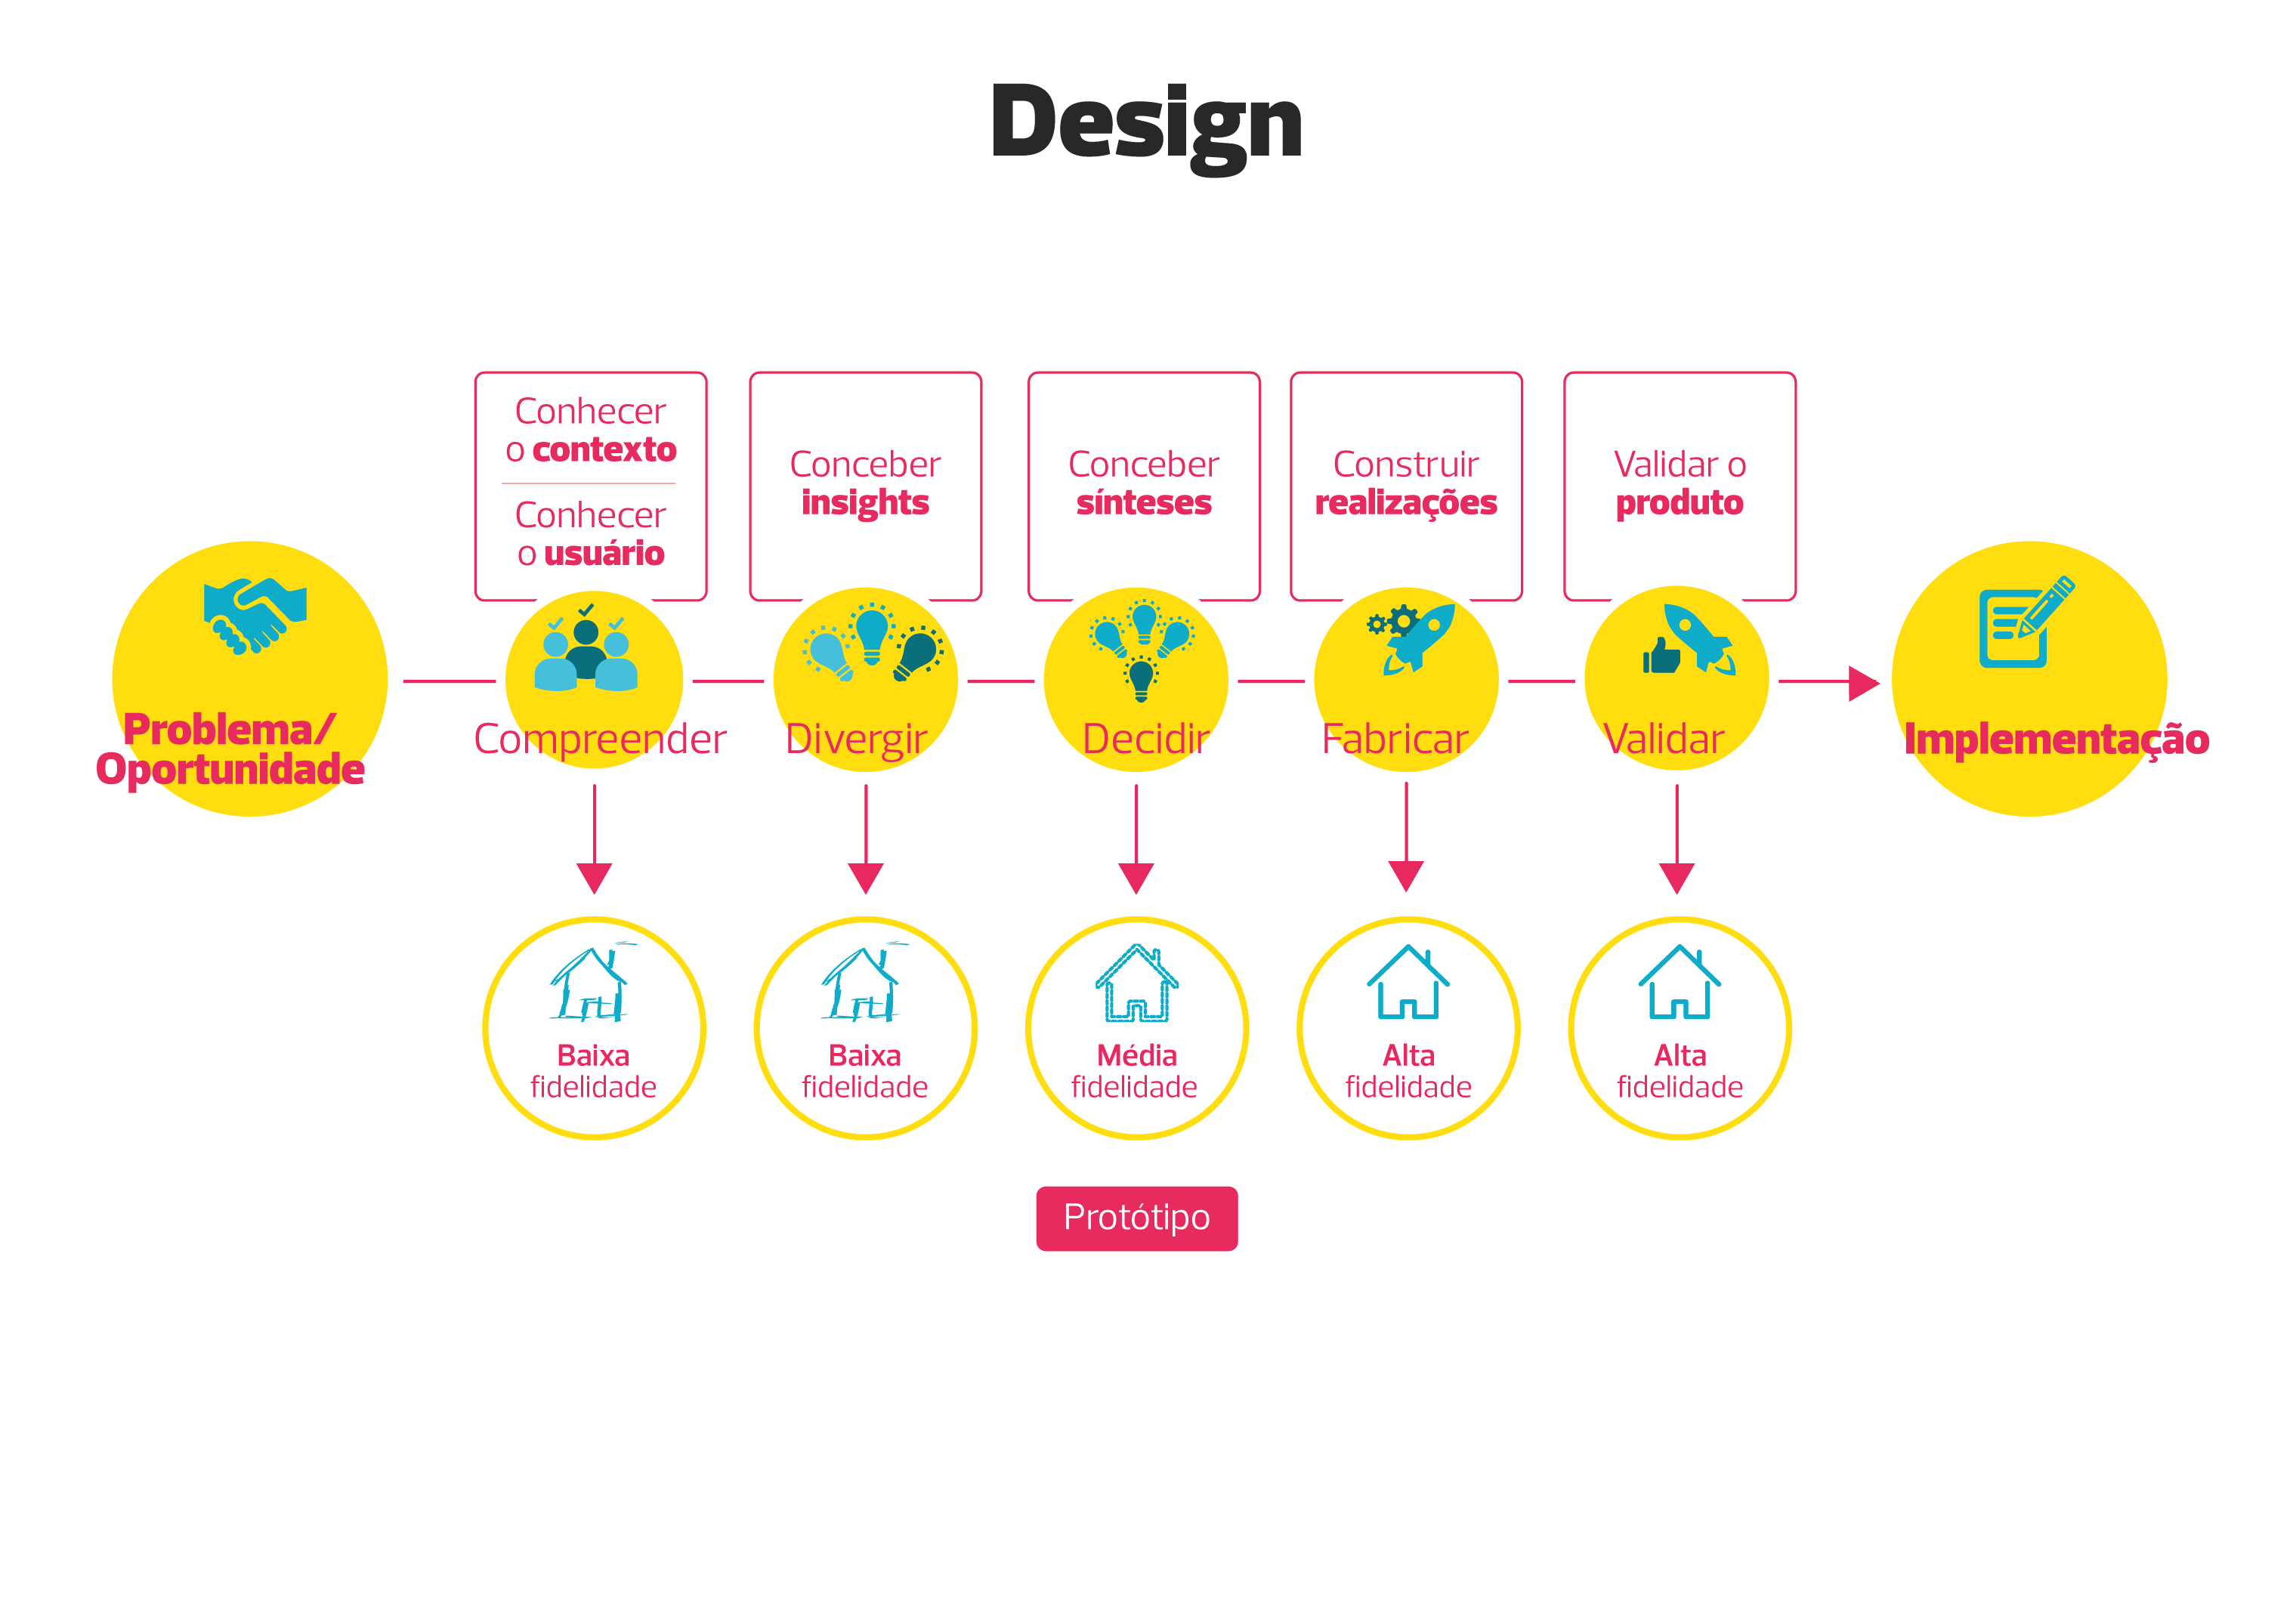 Design
Conhecer
o contexto
Conhecer
o usuário
Conceber
insights
Conceber
sínteses
Construir
realizações
Validar o
produto
Problema/
Oportunidade
Compreender
Divergir
Decidir
Fabricar
Validar
Implementação
Baixa
fidelidade
Baixa
fidelidade
Média
fidelidade
Alta
fidelidade
Alta
fidelidade
Protótipo